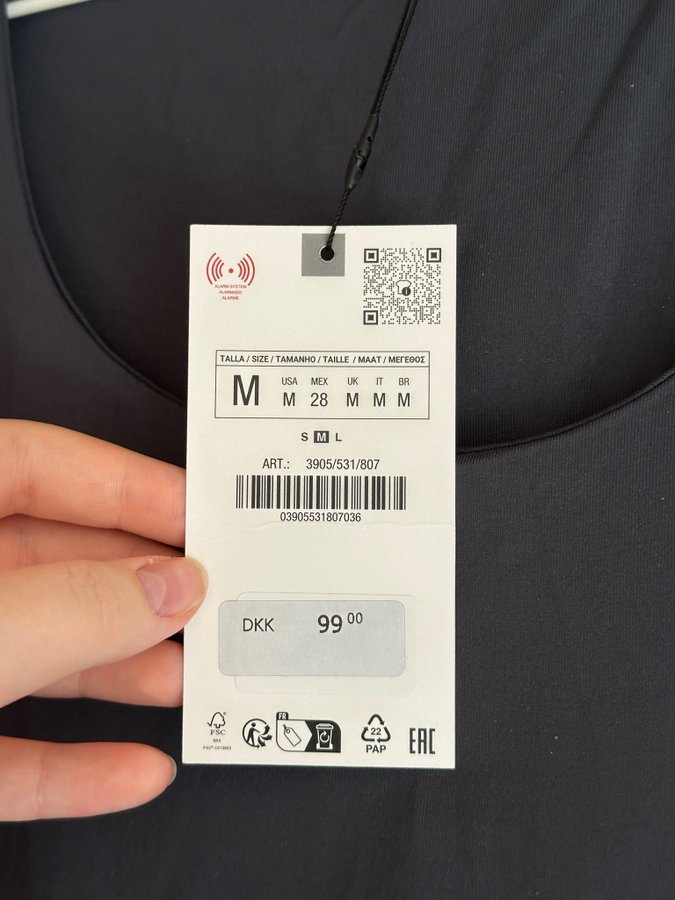 ALARM SYSTEM
ALARMADO
ALARME
TALLA / SIZE / TAMANHO / TAILLE / MAAT / ΜΕΓΕΘΟΣ
M USA MEX UK IT BR
M 28 M M M
S M L
ART.: 3905/531/807
03905531807036
DKK 99 00
FSC
MIX
FR
22
PAP
EAC